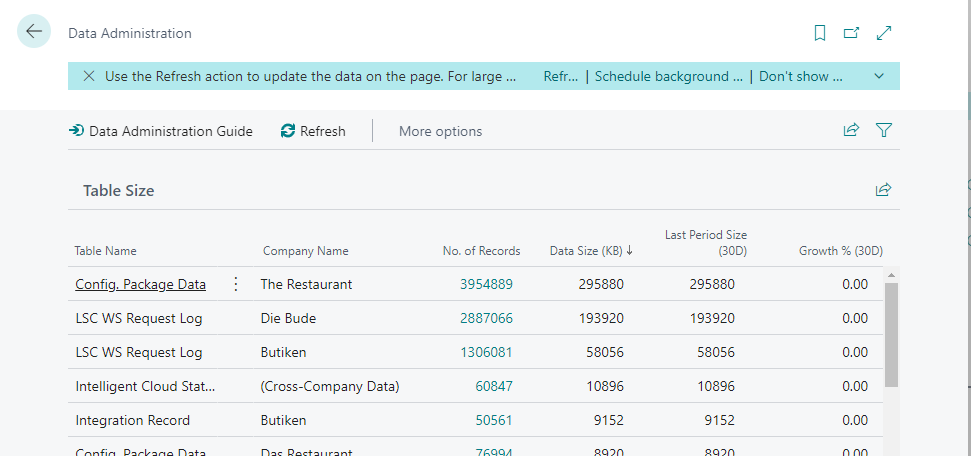 Data Administration
Use the Refresh action to update the data on the page. For large ... Refr... | Schedule background ... | Don't show ...
Data Administration Guide Refresh More options
Table Size
Last Period Size
Table Name Company Name No. of Records Data Size (KB) (30D) Growth % (30D)
Config. Package Data The Restaurant 3954889 295880 295880 0.00
LSC WS Request Log Die Bude 2887066 193920 193920 0.00
LSC WS Request Log Butiken 1306081 58056 58056 0.00
Intelligent Cloud Stat... (Cross-Company Data) 60847 10896 10896 0.00
Integration Record Butiken 50561 9152 9152 0.00
Config. Package Data Das Restaurant 76994 8920 8920 0.00